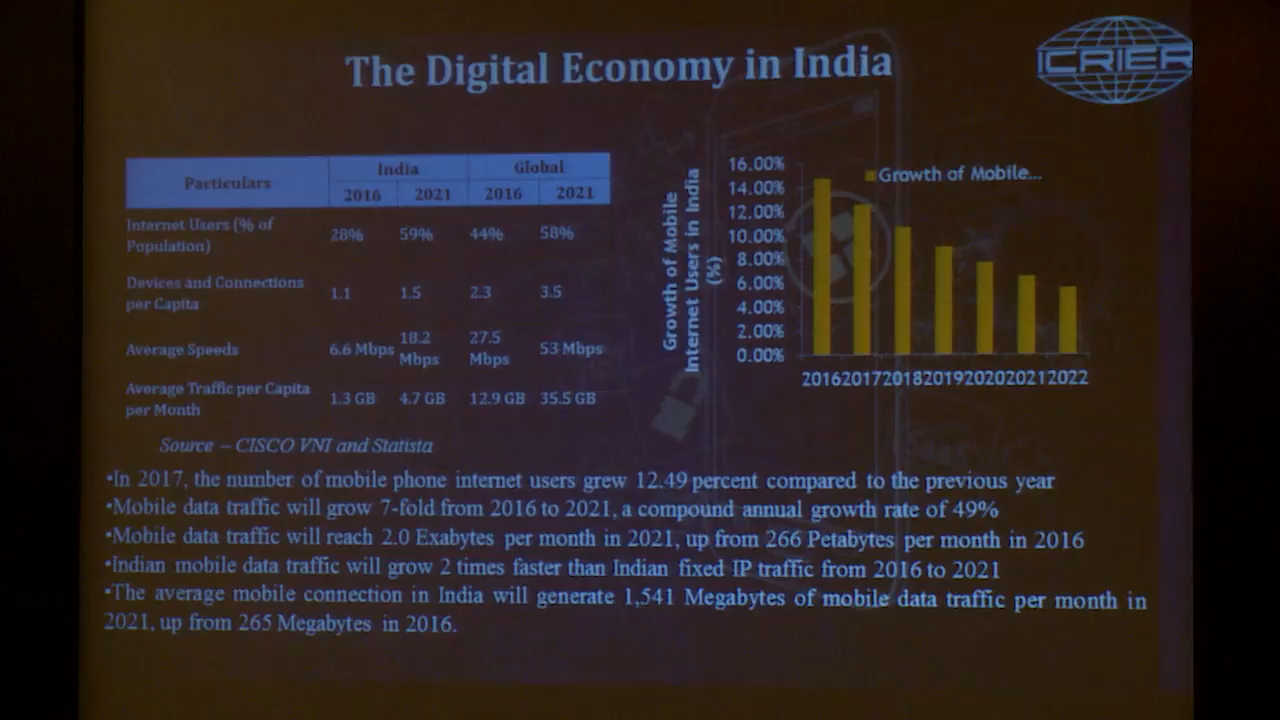 The Digital Economy in India
ICRIER
Particulars
India
Global
2016
2021
2016
2021
Internet Users (% of
Population)
28%
59%
44%
58%
Devices and Connections
per Capita
1.1
1.5
2.3
3.5
Average Speeds
6.6 Mbps
18.2
Mbps
27.5
Mbps
53 Mbps
Average Traffic per Capita
per Month
1.3 GB
4.7 GB
12.9 GB
35.5 GB
Source – CISCO VNI and Statista
Growth of Mobile
Internet Users in India
(%)
16.00%
14.00%
12.00%
10.00%
8.00%
6.00%
4.00%
2.00%
0.00%
Growth of Mobile...
2016 2017 2018 2019 2020 2021 2022
•In 2017, the number of mobile phone internet users grew 12.49 percent compared to the previous year
•Mobile data traffic will grow 7-fold from 2016 to 2021, a compound annual growth rate of 49%
•Mobile data traffic will reach 2.0 Exabytes per month in 2021, up from 266 Petabytes per month in 2016
•Indian mobile data traffic will grow 2 times faster than Indian fixed IP traffic from 2016 to 2021
•The average mobile connection in India will generate 1,541 Megabytes of mobile data traffic per month in
2021, up from 265 Megabytes in 2016.